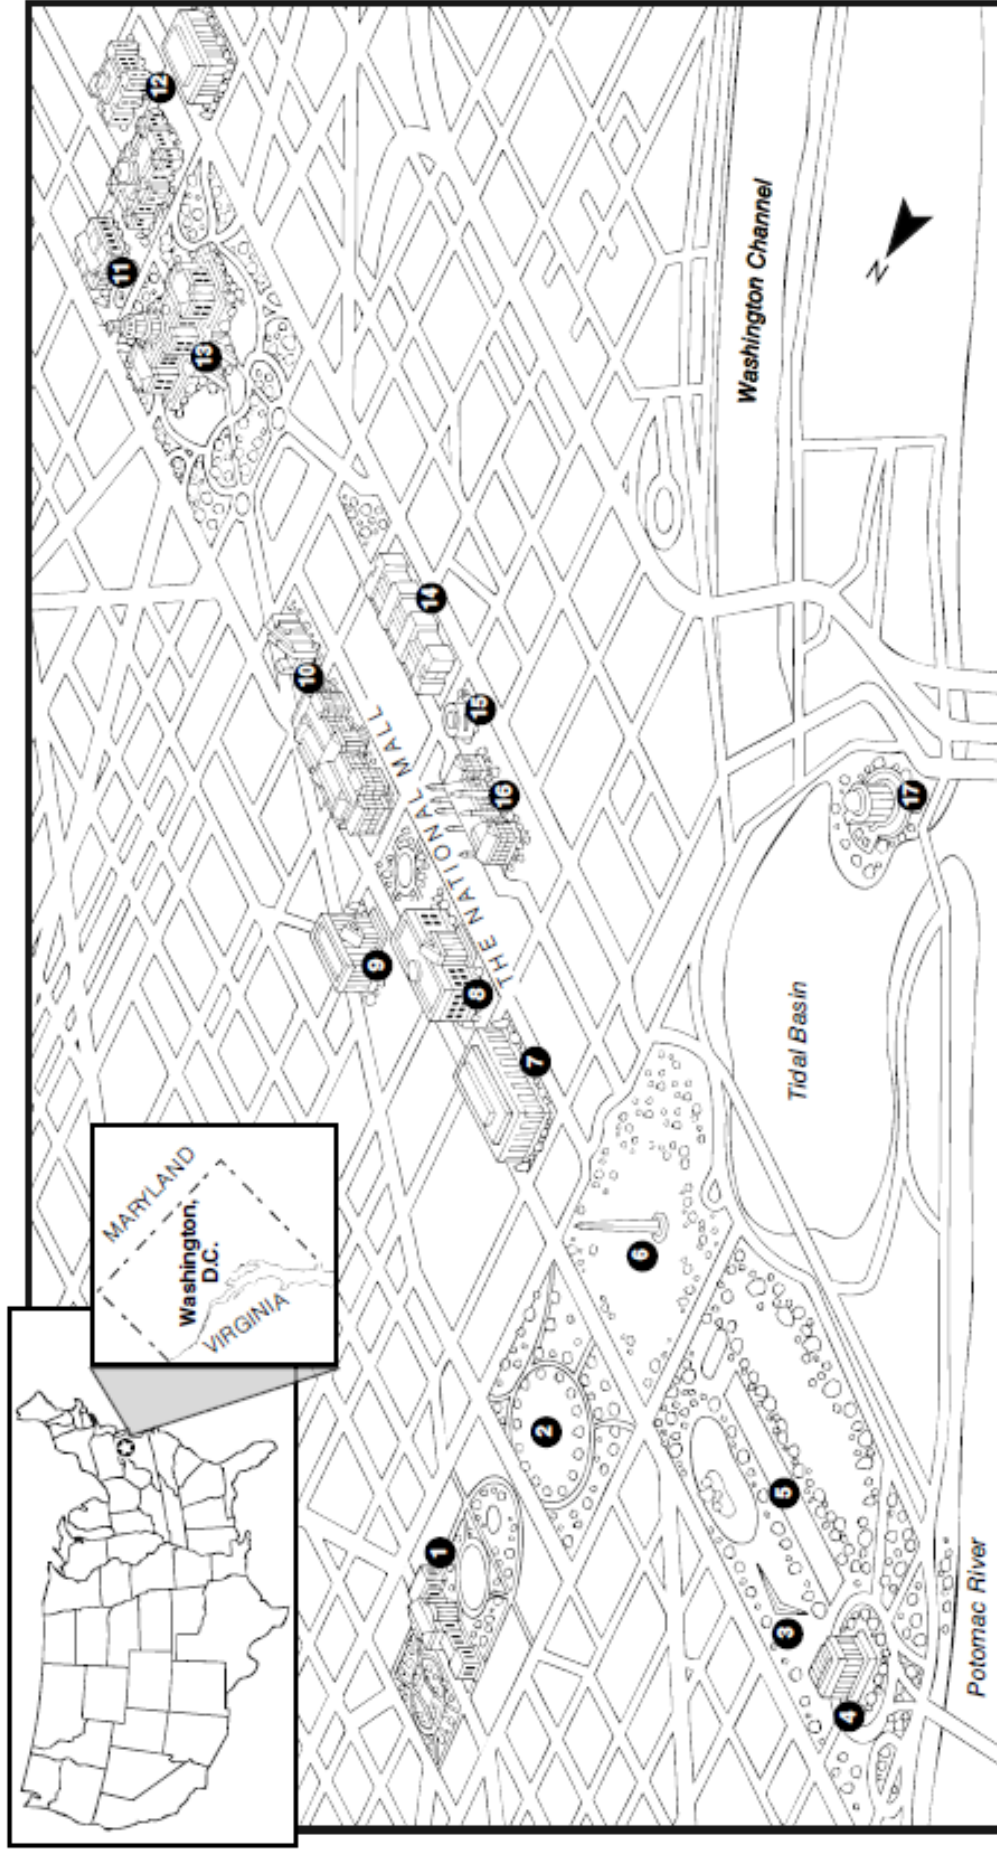 MARYLAND
Washington,
D.C.
VIRGINIA
1
2
3
4
5
6
7
8
9
10
11
12
13
14
15
16
17
THE NATIONAL MALL
Washington Channel
N
Tidal Basin
Potomac River